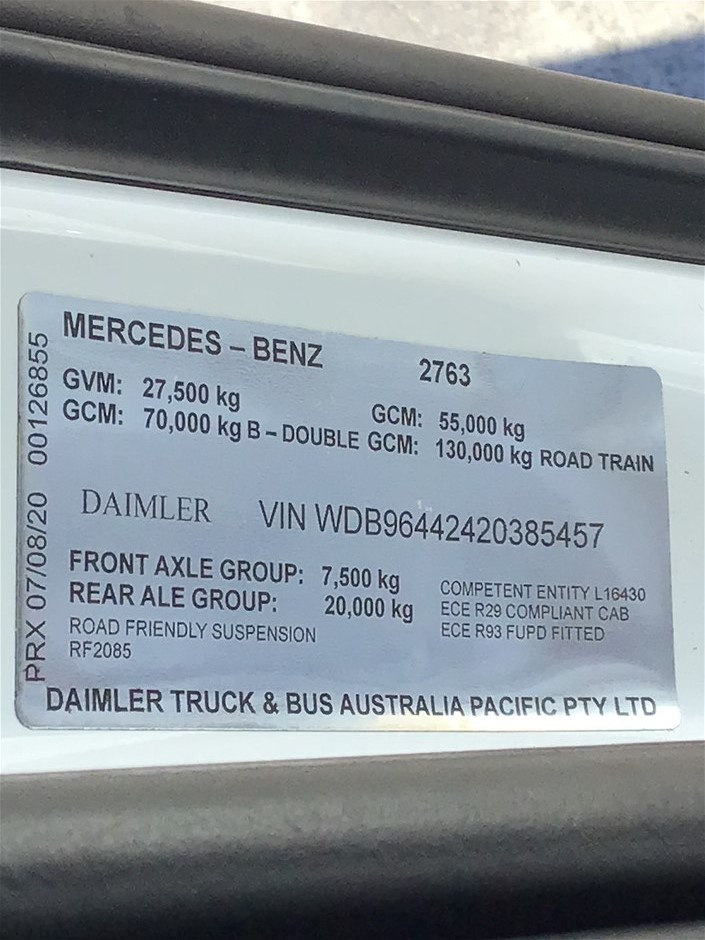 MERCEDES – BENZ 2763
GVM: 27,500 kg GCM: 55,000 kg
GCM: 70,000 kg B – DOUBLE GCM: 130,000 kg ROAD TRAIN
DAIMLER VIN WDB96442420385457
FRONT AXLE GROUP: 7,500 kg
REAR ALE GROUP: 20,000 kg
COMPETENT ENTITY L16430
ECE R29 COMPLIANT CAB
ECE R93 FUPD FITTED
ROAD FRIENDLY SUSPENSION
RF2085
DAIMLER TRUCK & BUS AUSTRALIA PACIFIC PTY LTD
PRX 07/08/20 00126855